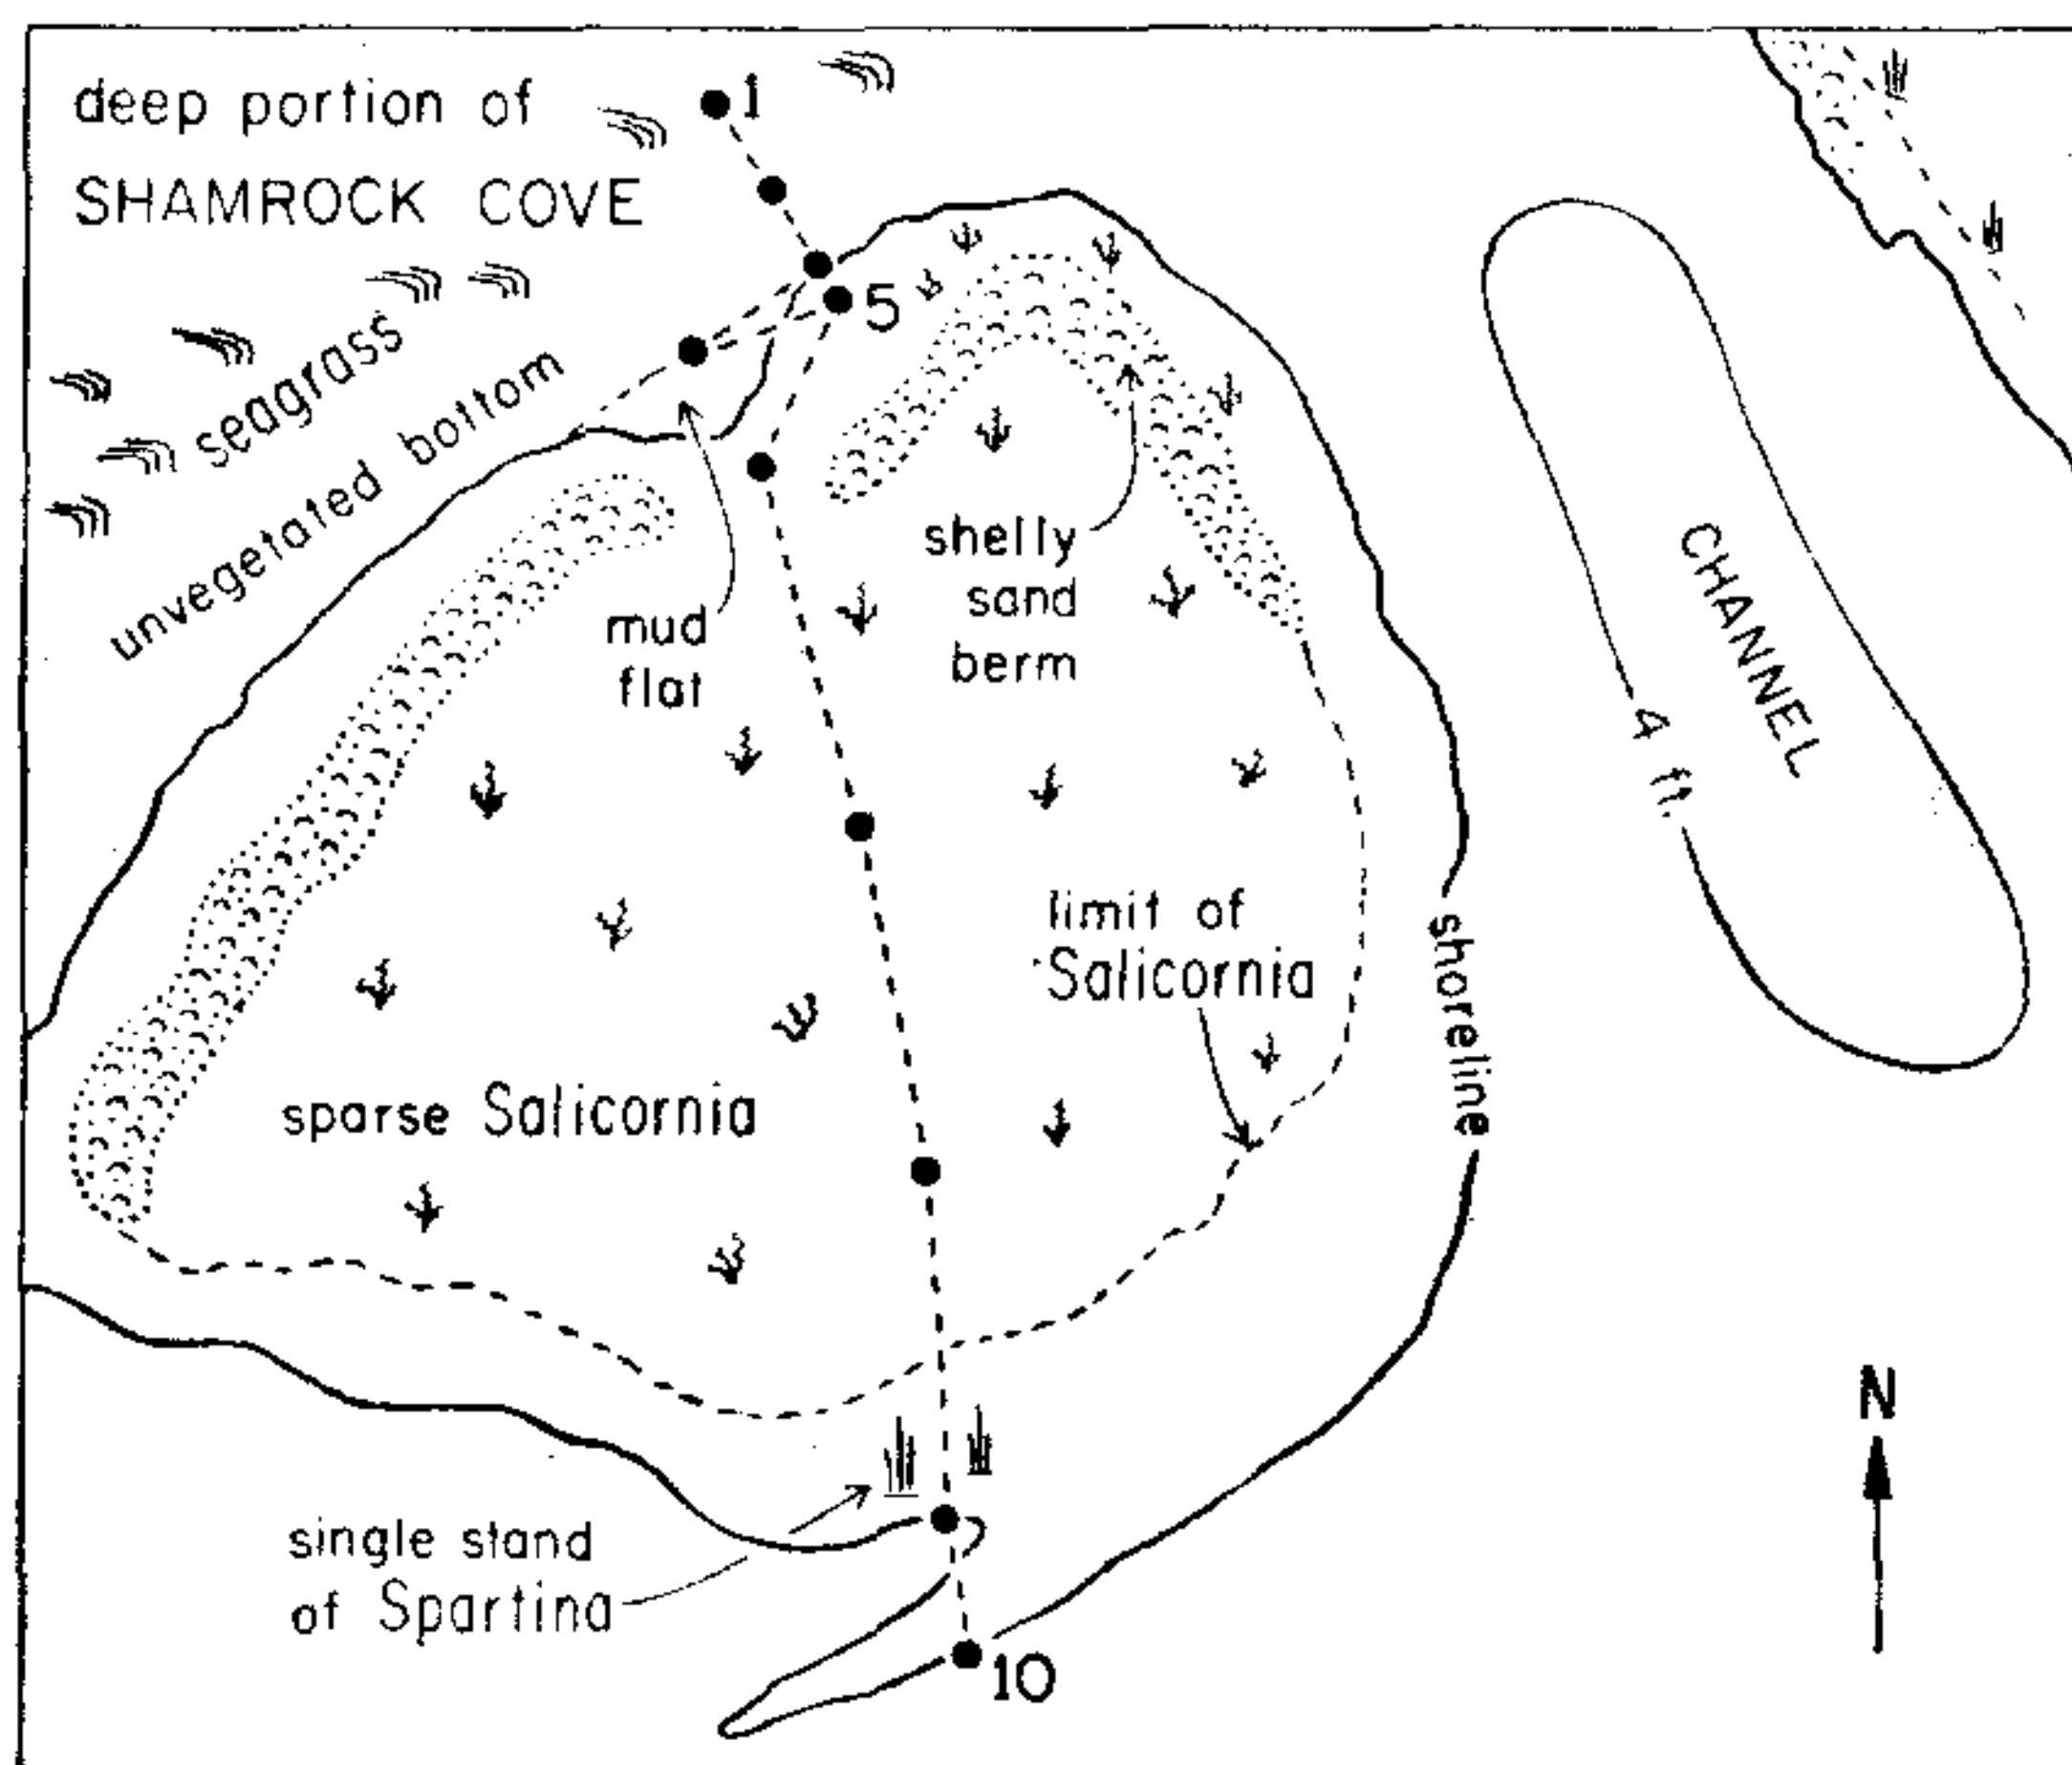 deep portion of
SHAMROCK COVE
1
5
seagrass
unvegetated bottom
mud
flat
shelly
sand
berm
CHANNEL
4 ft.
limit of
Salicornia
shoreline
sparse Salicornia
single stand
of Spartina
10
N